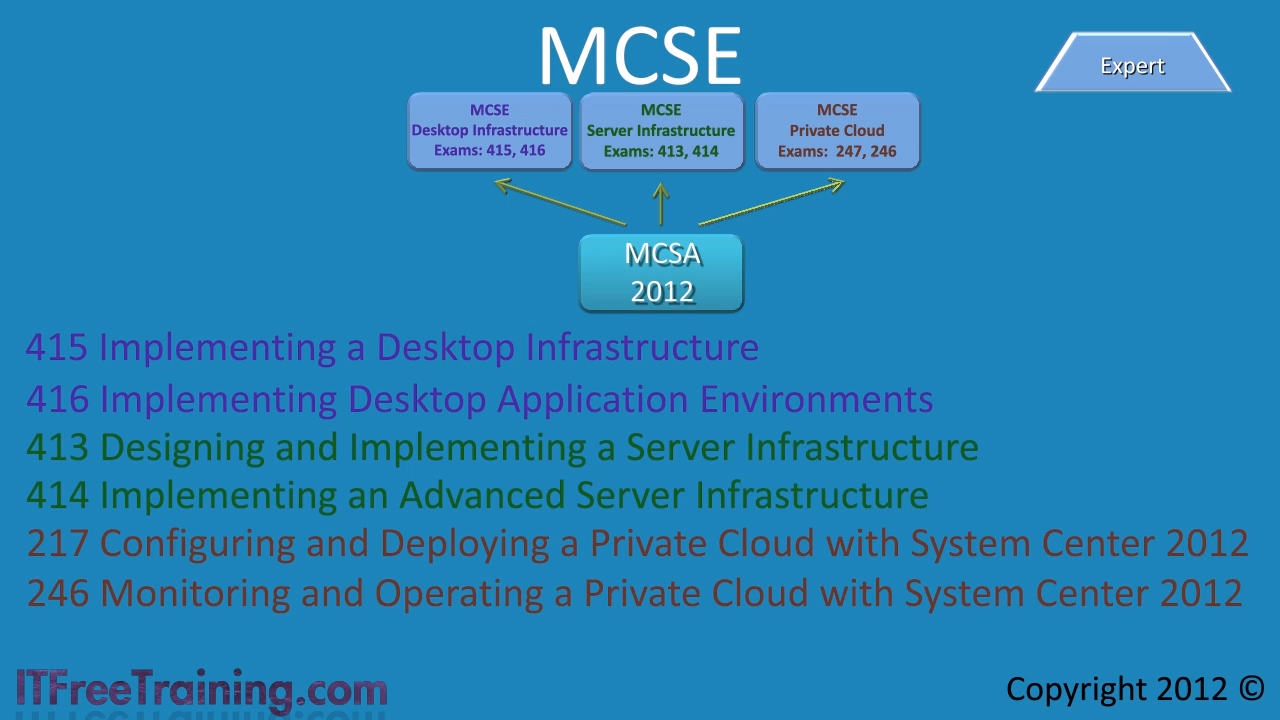 MCSE
Expert
MCSE
Desktop Infrastructure
Exams: 415, 416
MCSE
Server Infrastructure
Exams: 413, 414
MCSE
Private Cloud
Exams: 247, 246
MCSA
2012
415 Implementing a Desktop Infrastructure
416 Implementing Desktop Application Environments
413 Designing and Implementing a Server Infrastructure
414 Implementing an Advanced Server Infrastructure
217 Configuring and Deploying a Private Cloud with System Center 2012
246 Monitoring and Operating a Private Cloud with System Center 2012
ITFreeTraining.com
Copyright 2012 ©